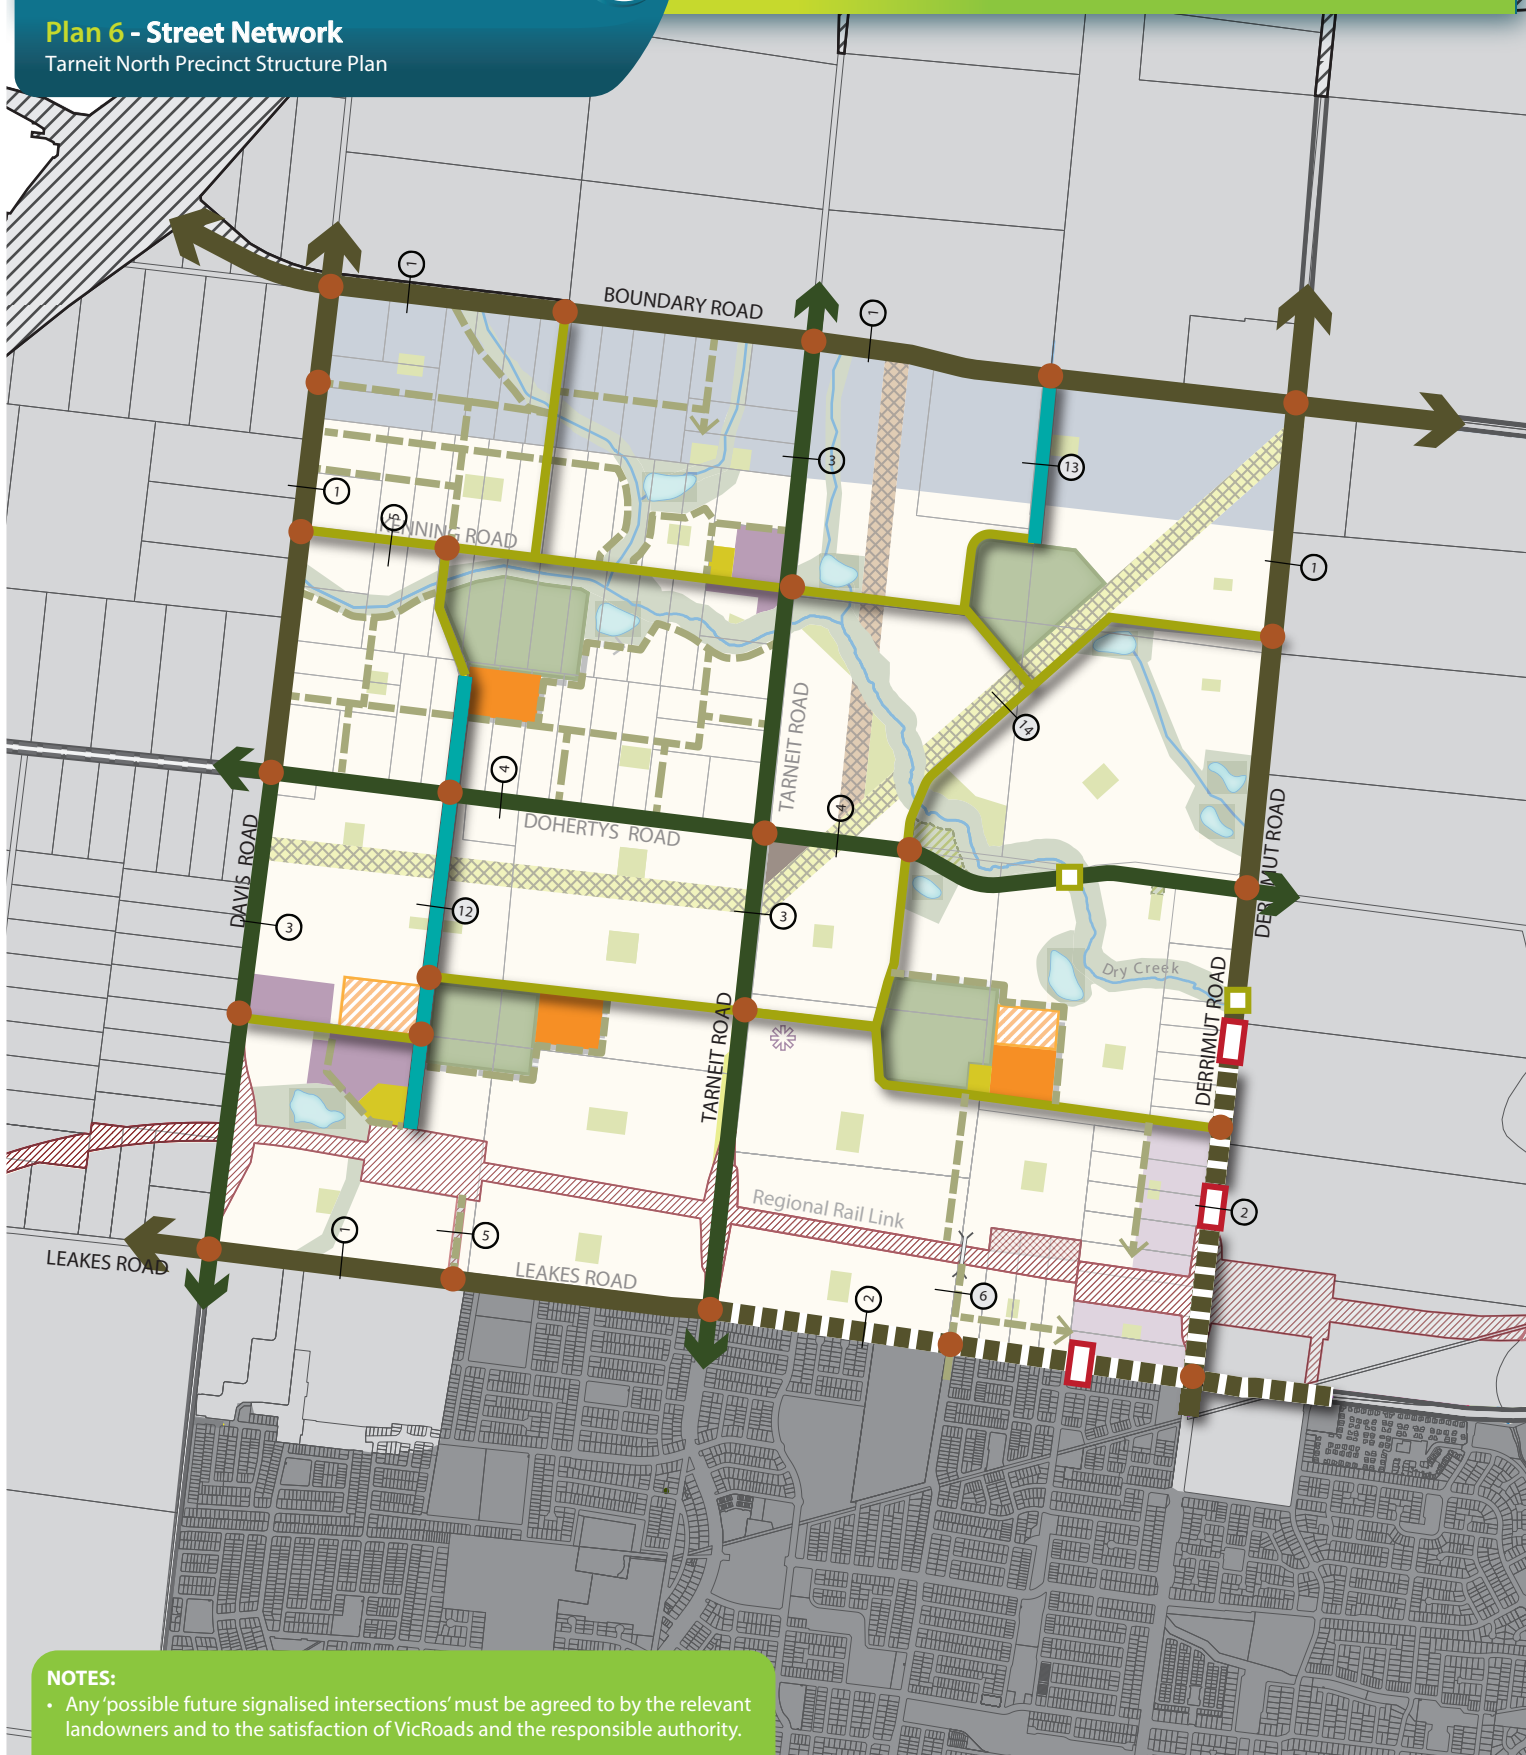 Plan 6 - Street Network
Tarneit North Precinct Structure Plan
1
BOUNDARY ROAD
1
3
13
1
5
KENNING ROAD
1
TARNEIT ROAD
14
4
4
DOHERTYS ROAD
DAVIS ROAD
DERRIMUT ROAD
12
3
3
Dry Creek
DERRIMUT ROAD
TARNEIT ROAD
Regional Rail Link
2
1
5
LEAKES ROAD
LEAKES ROAD
6
2
NOTES:
• Any 'possible future signalised intersections' must be agreed to by the relevant
landowners and to the satisfaction of VicRoads and the responsible authority.